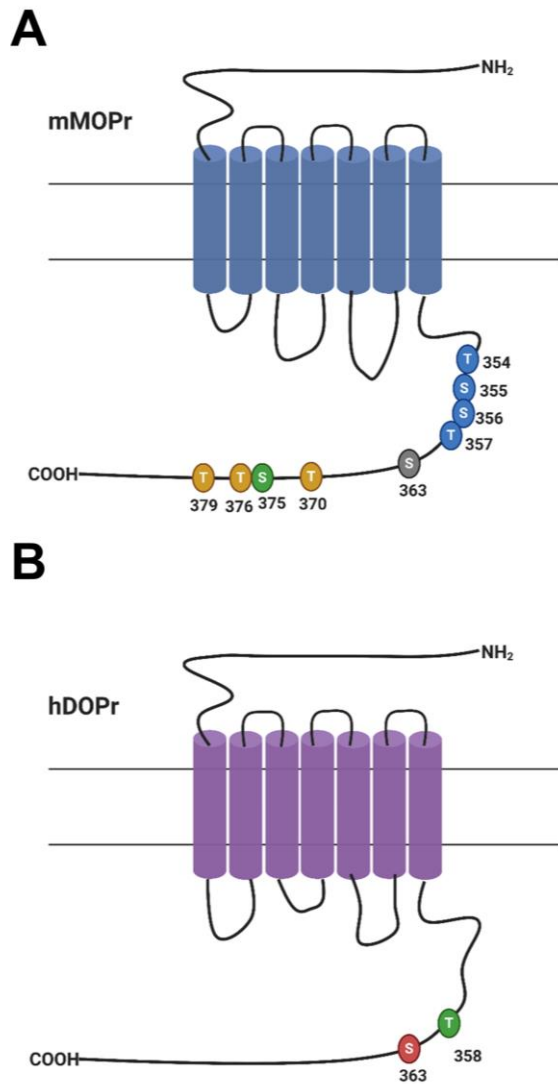 A
NH2
mMOPr
T 354
S 355
S 356
T 357
S
363
COOH
T T S T
379 376 375 370
B
NH2
hDOPr
T
358
S
363
COOH